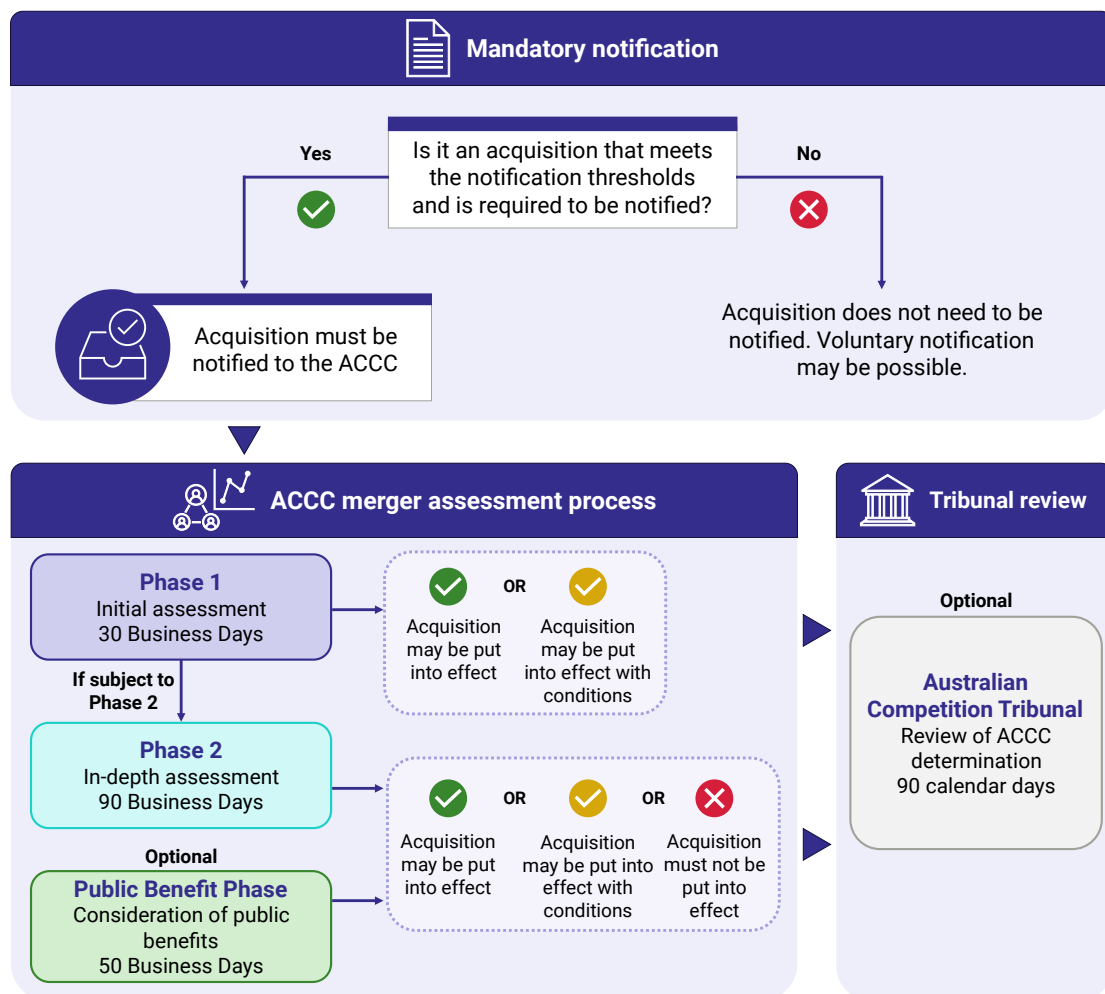 Mandatory notification
Yes
Is it an acquisition that meets
the notification thresholds
and is required to be notified?
No
Acquisition must be
notified to the ACCC
Acquisition does not need to be
notified. Voluntary notification
may be possible.
ACCC merger assessment process
Phase 1
Initial assessment
30 Business Days
OR
Acquisition
may be put
into effect
Acquisition
may be put
into effect with
conditions
If subject to
Phase 2
Phase 2
In-depth assessment
90 Business Days
OR
OR
Acquisition
may be put
into effect
Acquisition
may be put into
effect with
conditions
Acquisition
must not be
put into
effect
Optional
Public Benefit Phase
Consideration of public
benefits
50 Business Days
Tribunal review
Optional
Australian
Competition Tribunal
Review of ACCC
determination
90 calendar days